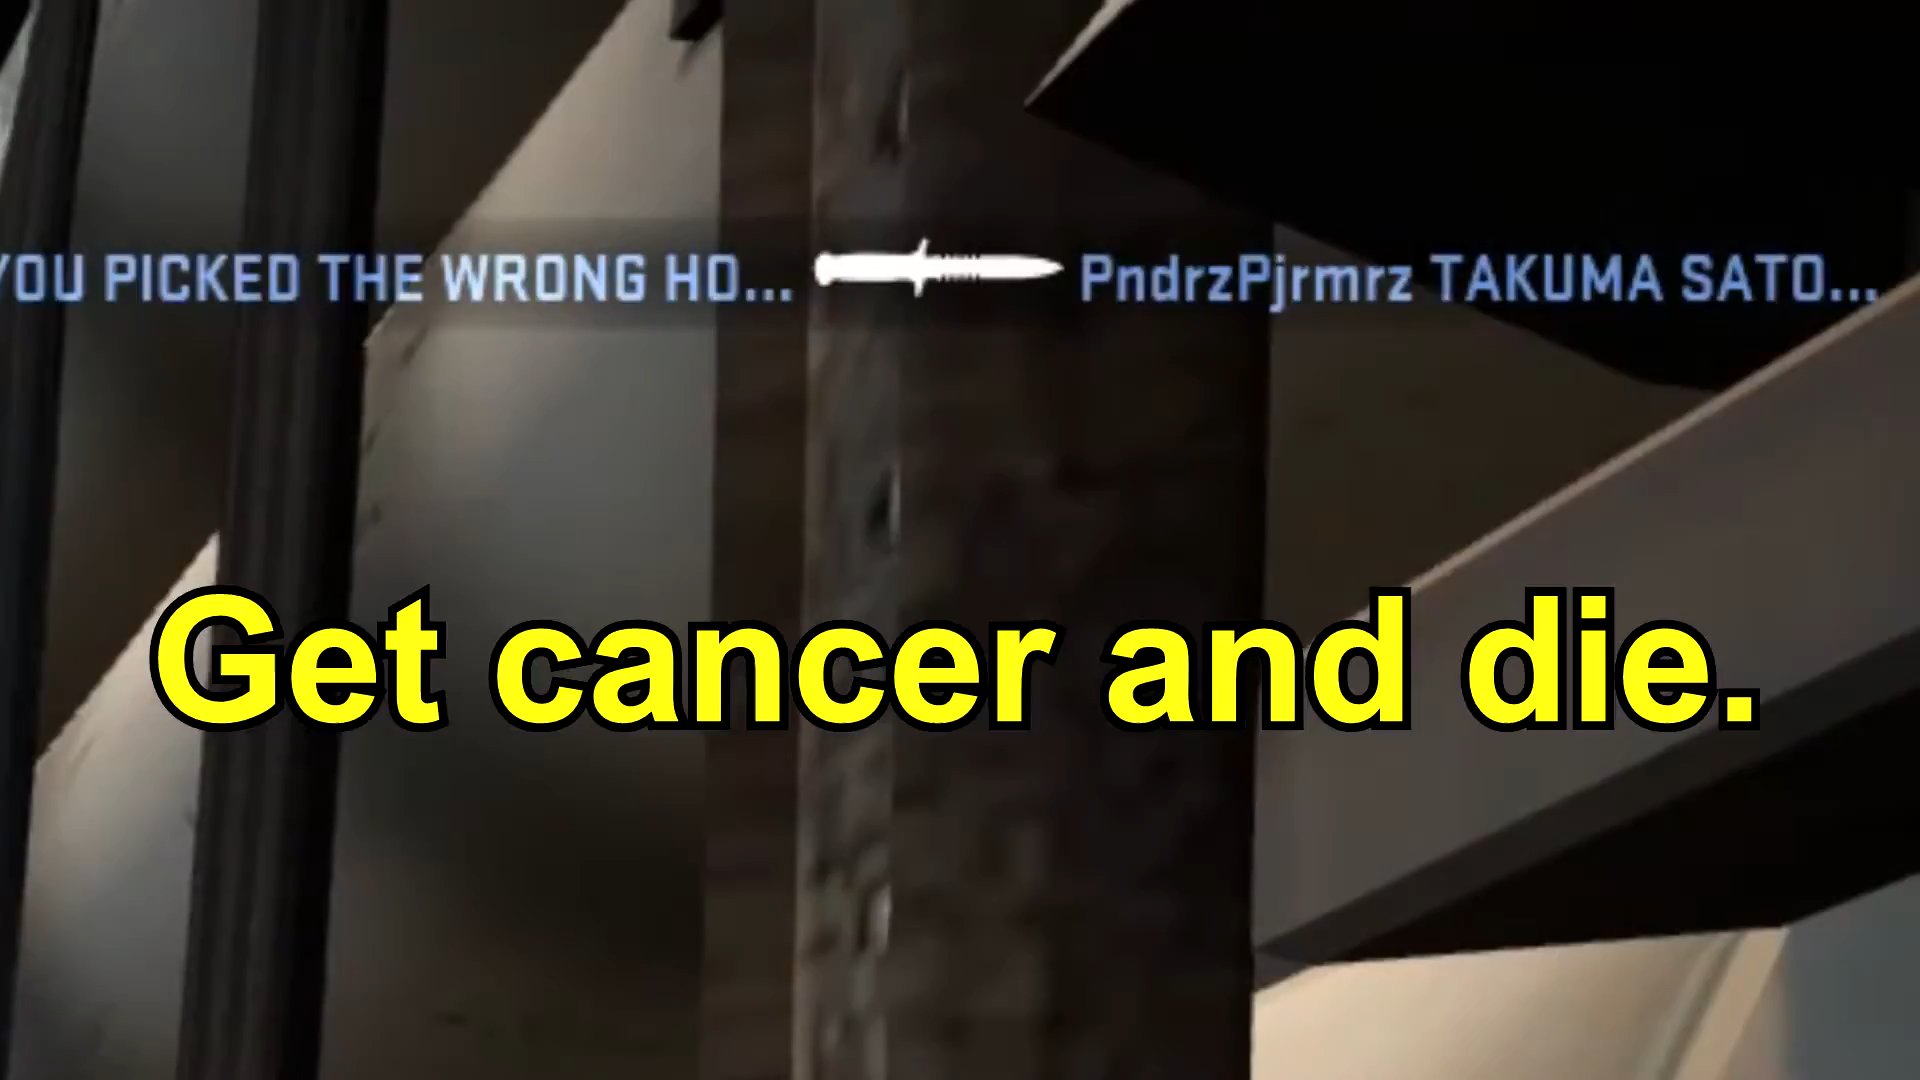 YOU PICKED THE WRONG HO... PndrzPjrmrz TAKUMA SATO...
Get cancer and die.